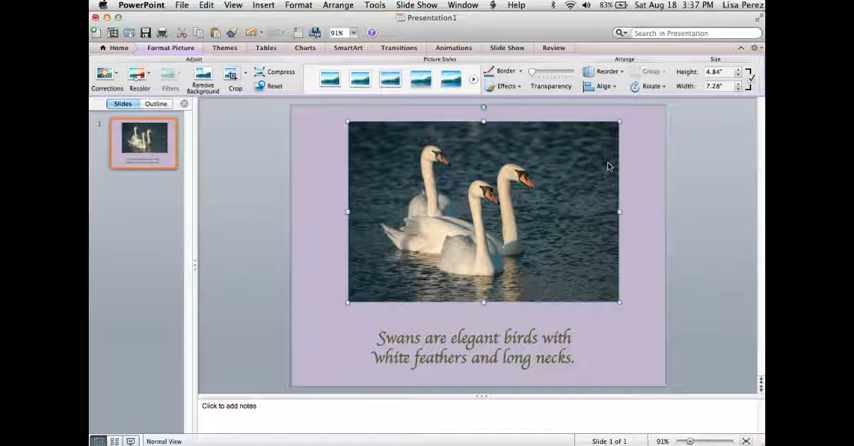 PowerPoint File Edit View Insert Format Arrange Tools Slide Show Window Help 83% Sat Aug 18 3:37 PM Lisa Perez
Presentation1
91% Search in Presentation
Home Format Picture Themes Tables Charts SmartArt Transitions Animations Slide Show Review
Adjust Picture Styles Arrange Size
Corrections Recolor Filters Remove Background Crop Compress Reset Border Effects Transparency Reorder Align Group Rotate Height: 4.84" Width: 7.28"
Slides Outline
1
Swans are elegant birds with
white feathers and long necks.
Click to add notes
Normal View Slide 1 of 1 91%